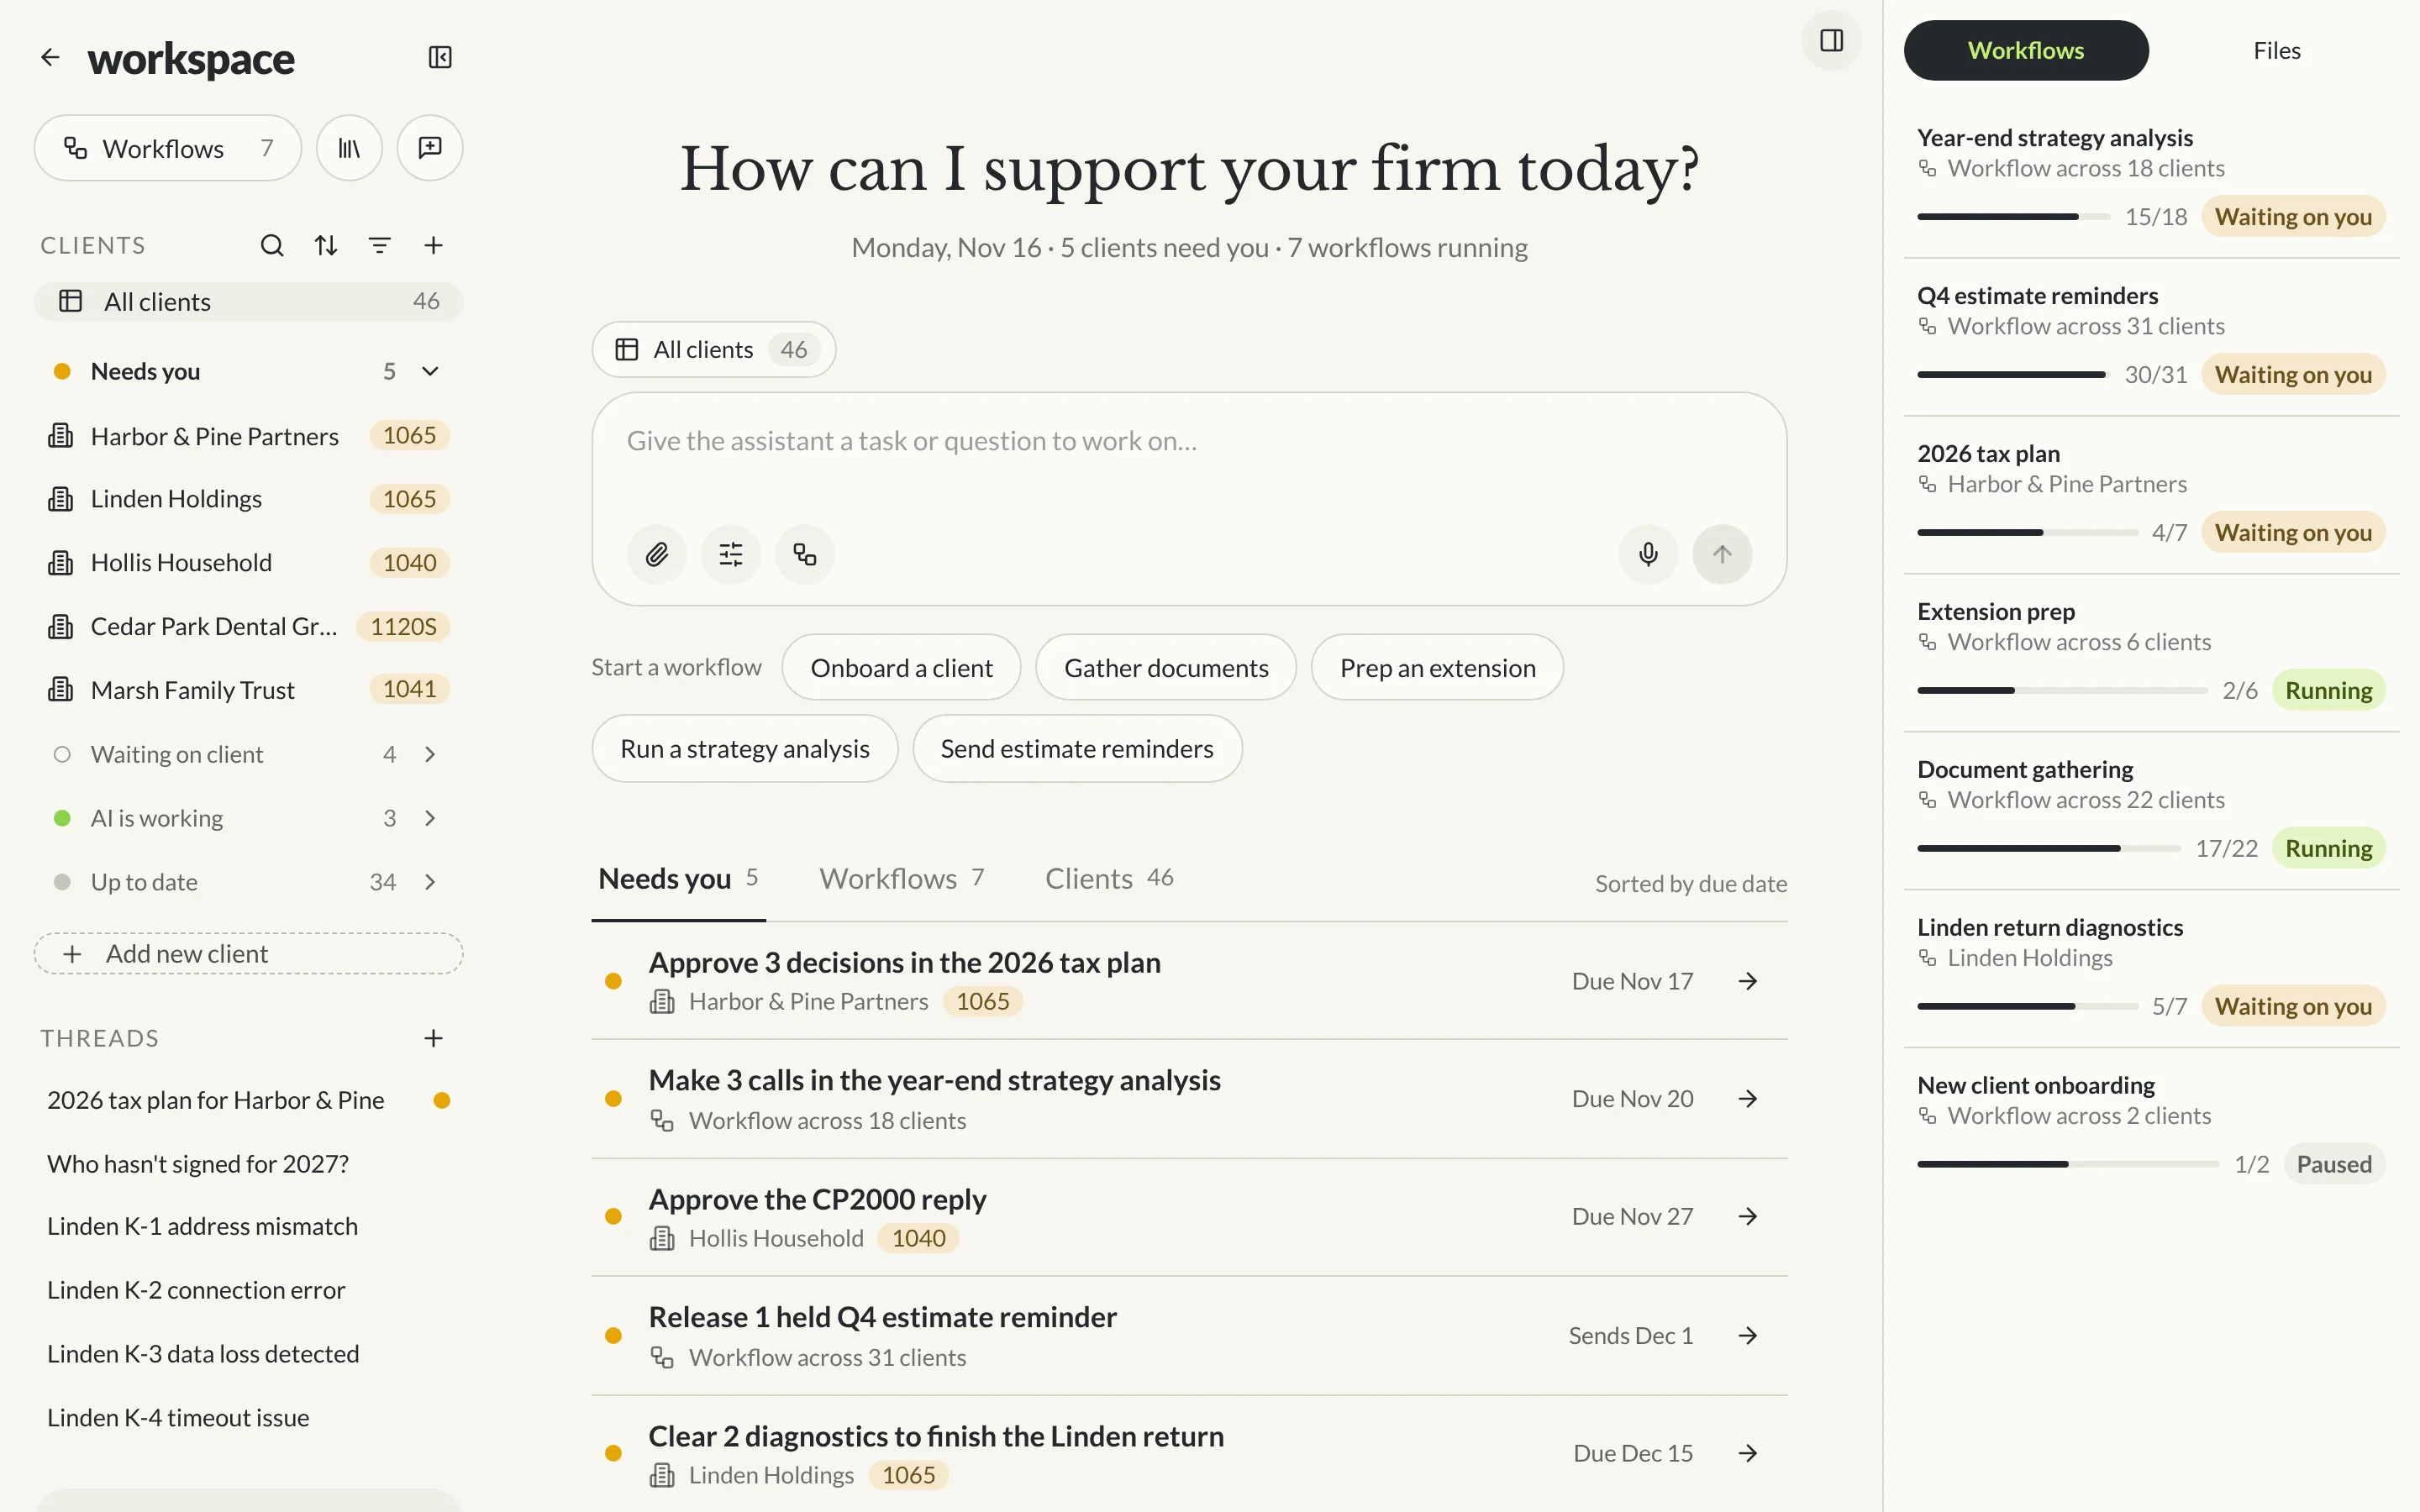 workspace
Workflows 7
CLIENTS
All clients 46
Needs you 5
Harbor & Pine Partners 1065
Linden Holdings 1065
Hollis Household 1040
Cedar Park Dental Gr... 1120S
Marsh Family Trust 1041
Waiting on client 4
AI is working 3
Up to date 34
Add new client
THREADS
2026 tax plan for Harbor & Pine
Who hasn't signed for 2027?
Linden K-1 address mismatch
Linden K-2 connection error
Linden K-3 data loss detected
Linden K-4 timeout issue
How can I support your firm today?
Monday, Nov 16 · 5 clients need you · 7 workflows running
All clients 46
Give the assistant a task or question to work on...
Start a workflow Onboard a client Gather documents Prep an extension
Run a strategy analysis Send estimate reminders
Needs you 5 Workflows 7 Clients 46 Sorted by due date
Approve 3 decisions in the 2026 tax plan
Harbor & Pine Partners 1065
Due Nov 17
Make 3 calls in the year-end strategy analysis
Workflow across 18 clients
Due Nov 20
Approve the CP2000 reply
Hollis Household 1040
Due Nov 27
Release 1 held Q4 estimate reminder
Workflow across 31 clients
Sends Dec 1
Clear 2 diagnostics to finish the Linden return
Linden Holdings 1065
Due Dec 15
Workflows Files
Year-end strategy analysis
Workflow across 18 clients
15/18 Waiting on you
Q4 estimate reminders
Workflow across 31 clients
30/31 Waiting on you
2026 tax plan
Harbor & Pine Partners
4/7 Waiting on you
Extension prep
Workflow across 6 clients
2/6 Running
Document gathering
Workflow across 22 clients
17/22 Running
Linden return diagnostics
Linden Holdings
5/7 Waiting on you
New client onboarding
Workflow across 2 clients
1/2 Paused